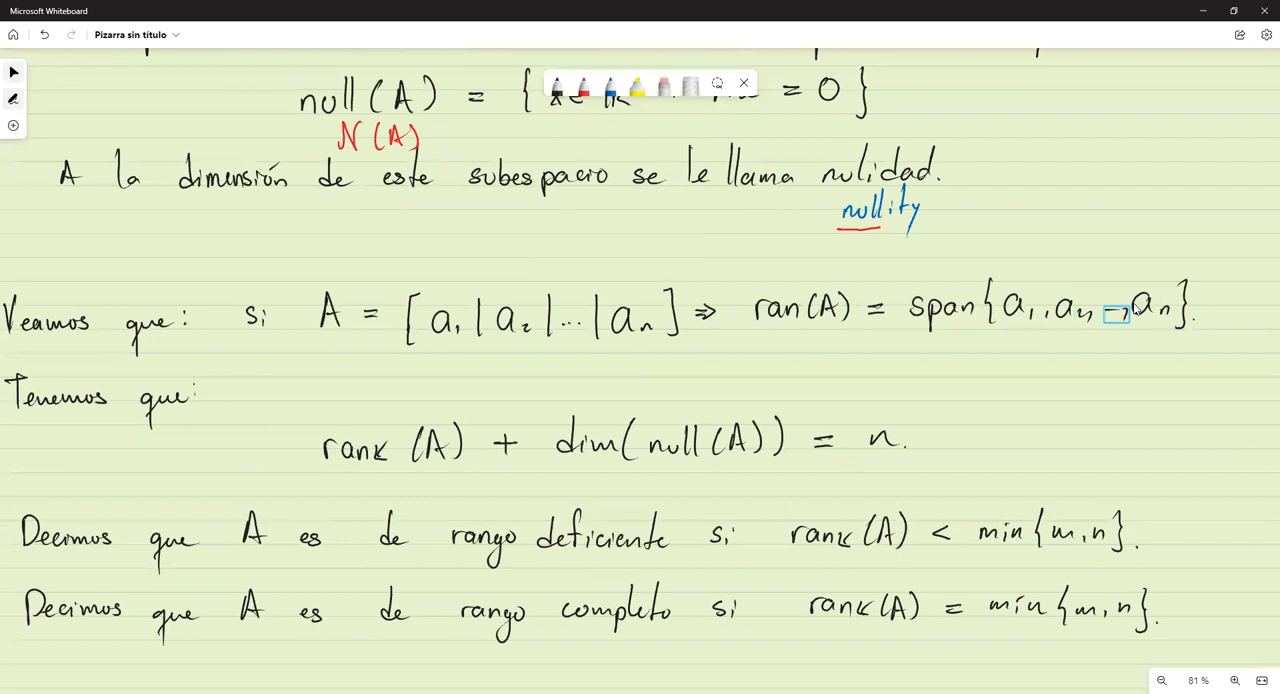 Microsoft Whiteboard
Pizarra sin título
null(A) = { = 0 }
N(A)
A la dimensión de este subespacio se le llama nulidad.
nullity
Veamos que: si A = [a₁ | a₂ | ... | aₙ] ⇒ ran(A) = span{a₁, a₂, aₙ}.
Tenemos que:
rank (A) + dim(null(A)) = n.
Decimos que A es de rango deficiente si rank(A) < min{m,n}.
Decimos que A es de rango completo si rank(A) = min{m,n}.
81 %